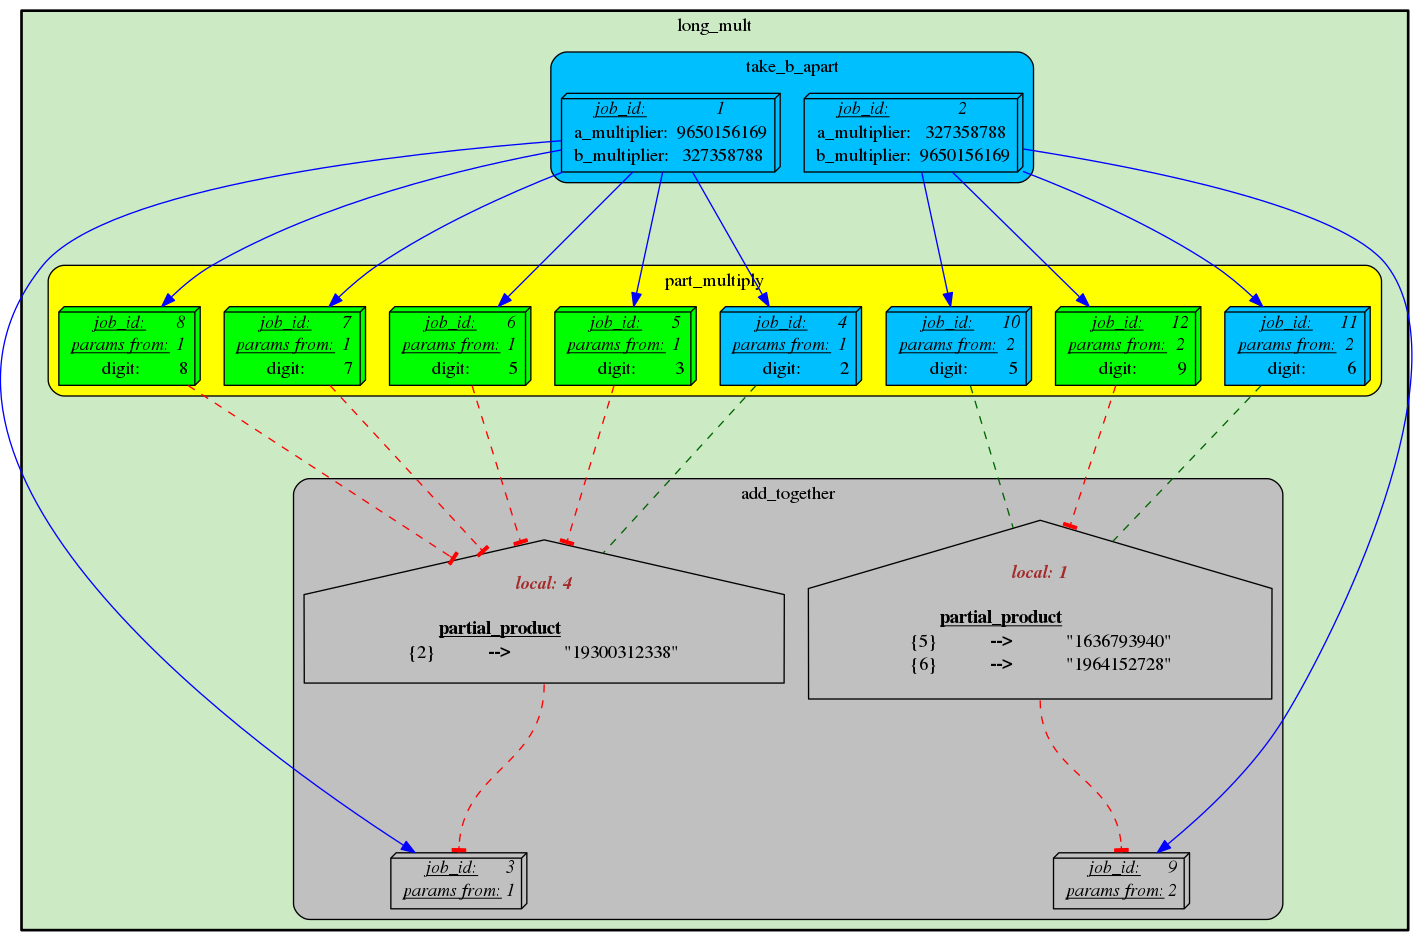 long_mult
take_b_apart
job_id: 1
a_multiplier: 9650156169
b_multiplier: 327358788
job_id: 2
a_multiplier: 327358788
b_multiplier: 9650156169
part_multiply
job_id: 8
params from: 1
digit: 8
job_id: 7
params from: 1
digit: 7
job_id: 6
params from: 1
digit: 5
job_id: 5
params from: 1
digit: 3
job_id: 4
params from: 1
digit: 2
job_id: 10
params from: 2
digit: 5
job_id: 12
params from: 2
digit: 9
job_id: 11
params from: 2
digit: 6
add_together
local: 4
partial_product
{2} --> "19300312338"
local: 1
partial_product
{5} --> "1636793940"
{6} --> "1964152728"
job_id: 3
params from: 1
job_id: 9
params from: 2